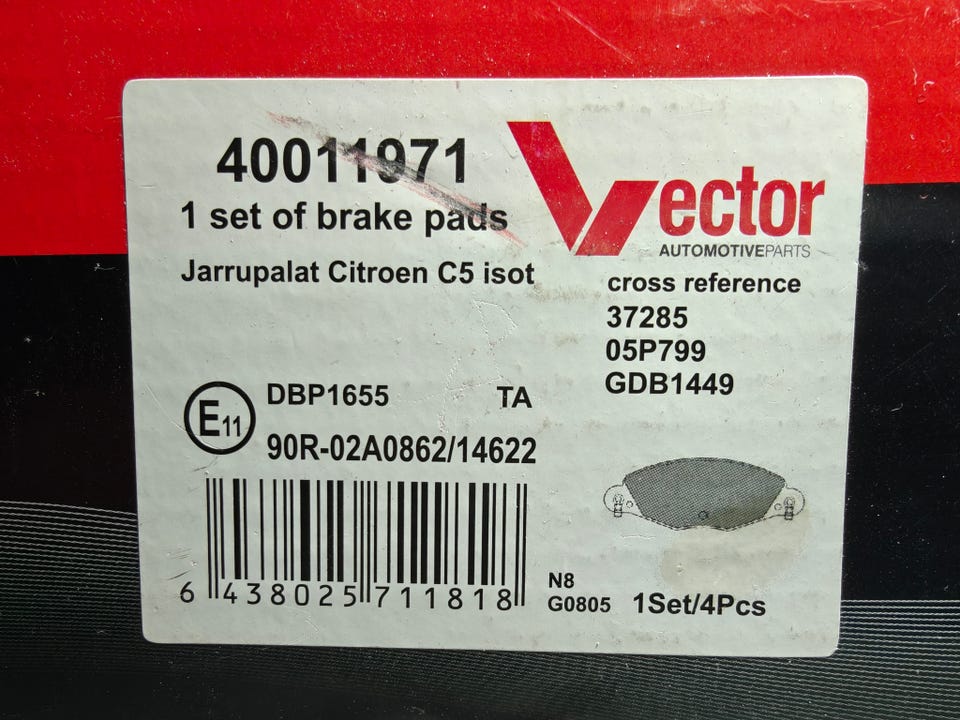 40011971
1 set of brake pads
Jarrupalat Citroen C5 isot
Vector
AUTOMOTIVEPARTS
cross reference
37285
05P799
GDB1449
E11
DBP1655 TA
90R-02A0862/14622
6 438025 711818
N8
G0805 1Set/4Pcs